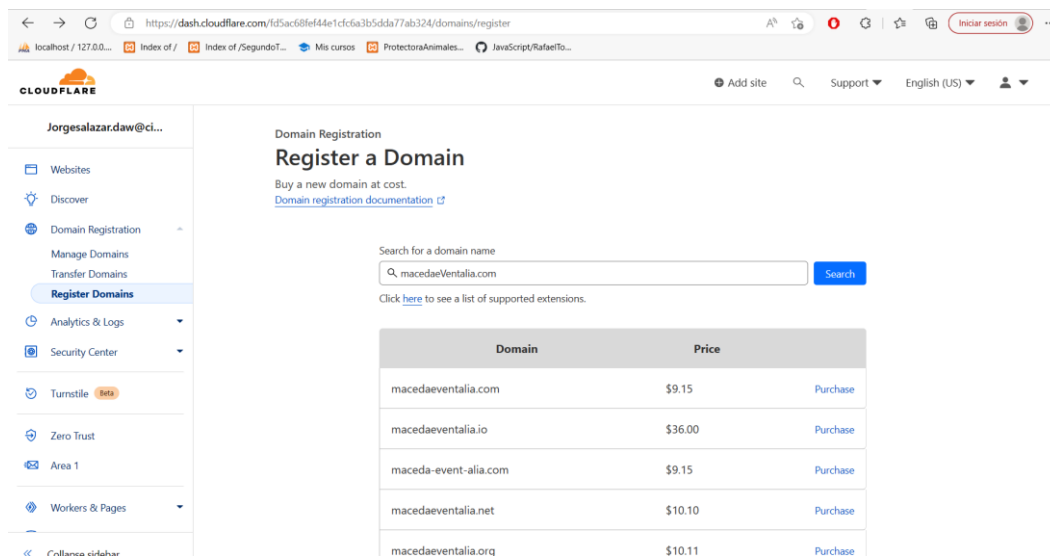 https://dash.cloudflare.com/fd5ac68fef44e1cfc6a3b5dda77ab324/domains/register
Iniciar sesión
localhost / 127.0.0....
Index of /
Index of /SegundoT...
Mis cursos
ProtectoraAnimales...
JavaScript/RafaelTo...
CLOUDFLARE
Add site
Support
English (US)
Jorgesalazar.daw@ci...
Websites
Discover
Domain Registration
Manage Domains
Transfer Domains
Register Domains
Analytics & Logs
Security Center
Turnstile Beta
Zero Trust
Area 1
Workers & Pages
Collapse sidebar
Domain Registration
Register a Domain
Buy a new domain at cost.
Domain registration documentation
Search for a domain name
macedaeVentalia.com
Search
Click here to see a list of supported extensions.
Domain Price
macedaeventalia.com $9.15 Purchase
macedaeventalia.io $36.00 Purchase
maceda-event-alia.com $9.15 Purchase
macedaeventalia.net $10.10 Purchase
macedaeventalia.org $10.11 Purchase